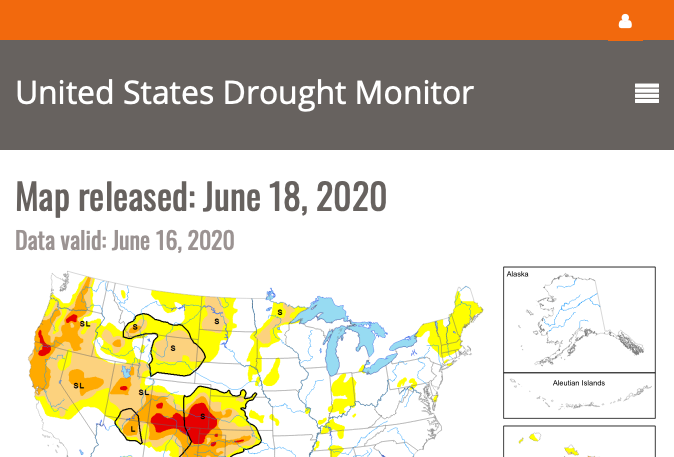 United States Drought Monitor
Map released: June 18, 2020
Data valid: June 16, 2020
Alaska
Aleutian Islands
S
S
SL
S
S
SL
SL
S
L